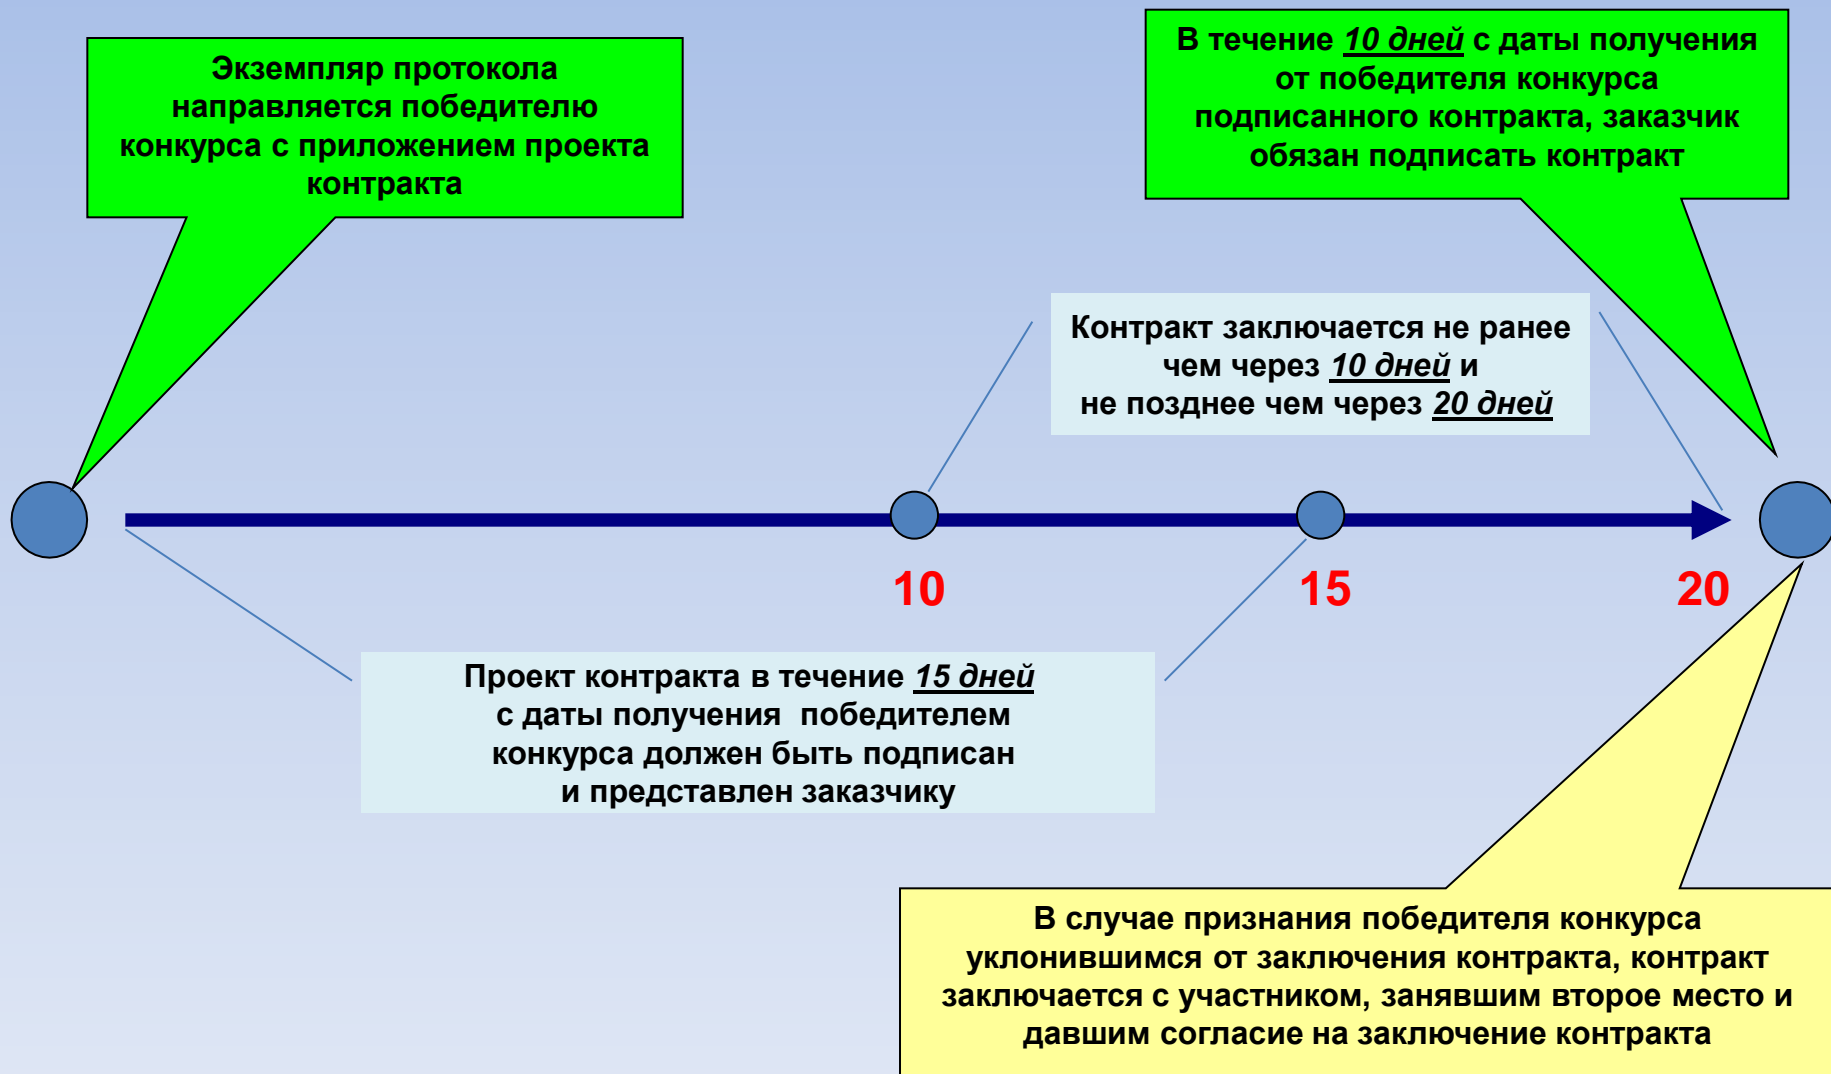 Экземпляр протокола
направляется победителю
конкурса с приложением проекта
контракта
В течение 10 дней с даты получения
от победителя конкурса
подписанного контракта, заказчик
обязан подписать контракт
Контракт заключается не ранее
чем через 10 дней и
не позднее чем через 20 дней
10
15
20
Проект контракта в течение 15 дней
с даты получения победителем
конкурса должен быть подписан
и представлен заказчику
В случае признания победителя конкурса
уклонившимся от заключения контракта, контракт
заключается с участником, занявшим второе место и
давшим согласие на заключение контракта